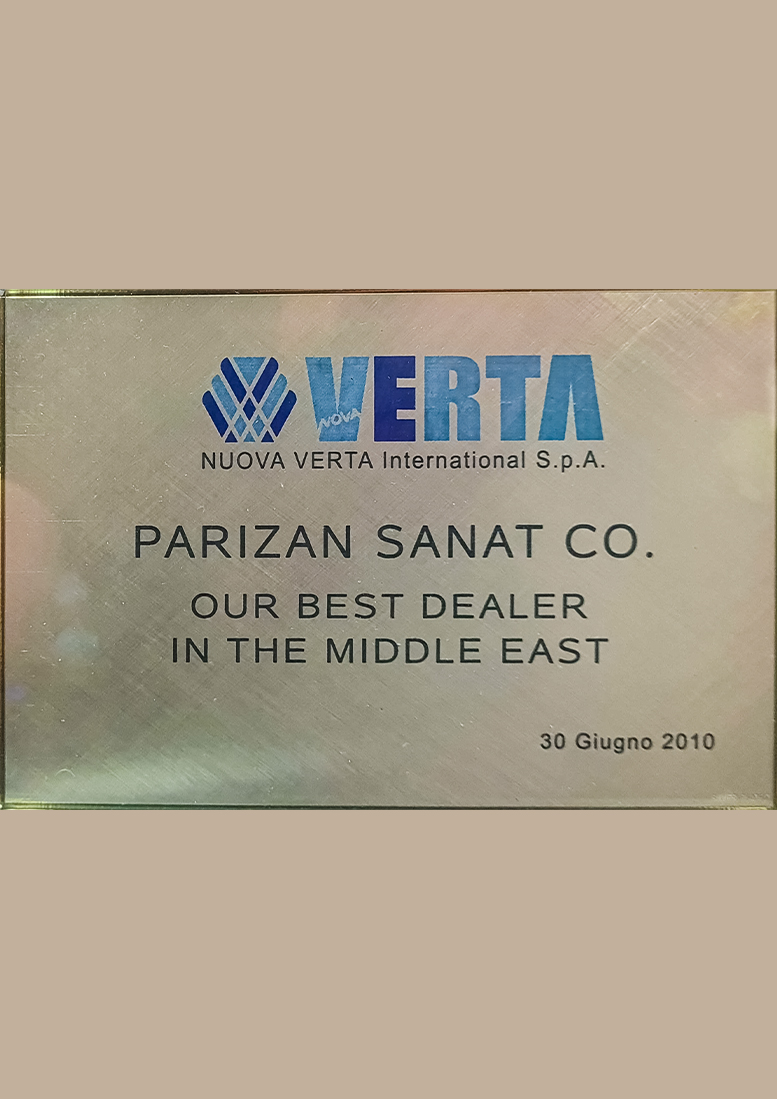 VERTA
NOVA
NUOVA VERTA International S.p.A.
PARIZAN SANAT CO.
OUR BEST DEALER
IN THE MIDDLE EAST
30 Giugno 2010